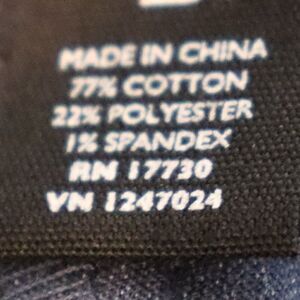 MADE IN CHINA
77% COTTON
22% POLYESTER
1% SPANDEX
RN 17730
VN 1247024